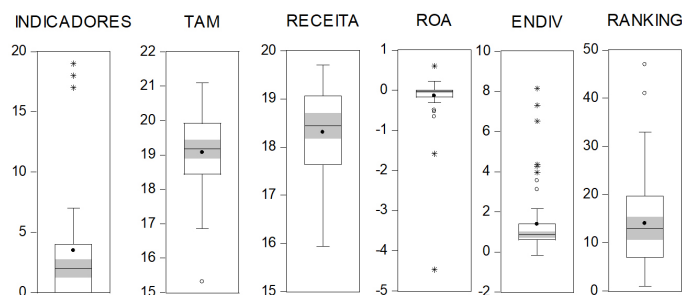 INDICADORES TAM RECEITA ROA ENDIV RANKING
20 22 20 1 10 50
21 0 8 40
15 20 19 -1 6 30
10 19 18 -2 4 20
18 17 -3 2 10
5 17 16 -4 0 0
16
0 15 15 -5 -2